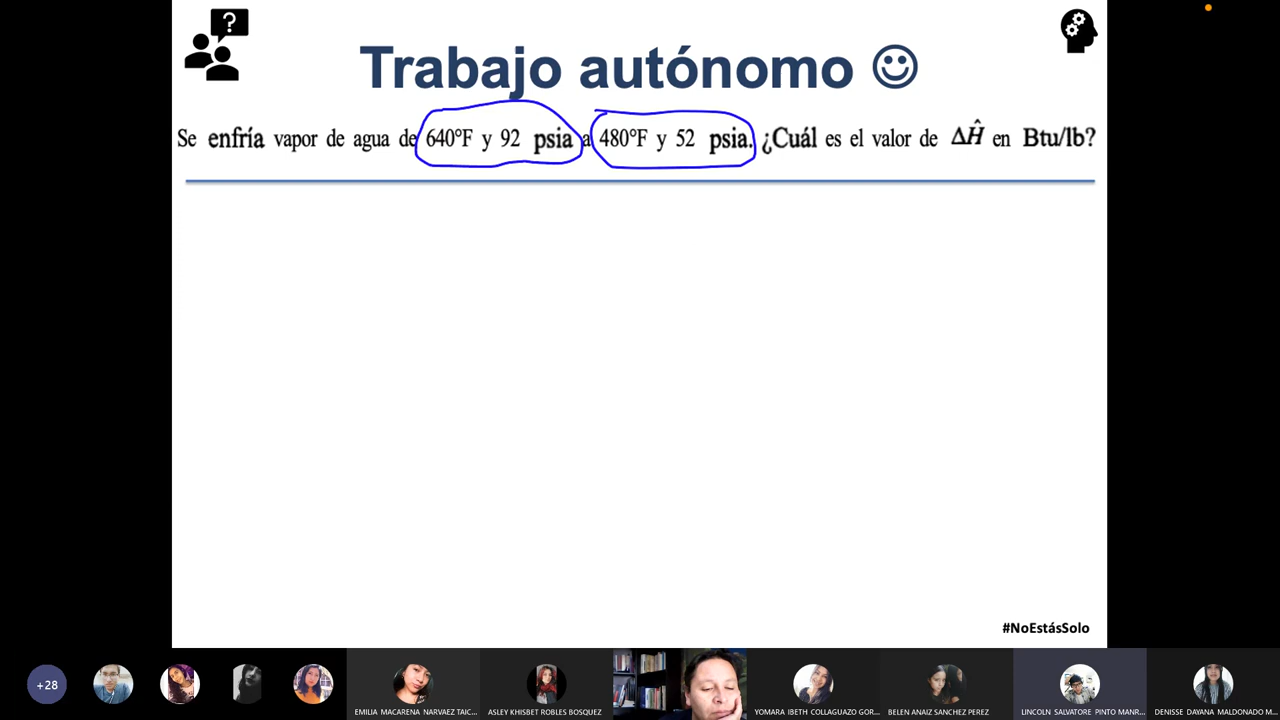 ?
Trabajo autónomo
Se enfría vapor de agua de 640°F y 92 psia a 480°F y 52 psia. ¿Cuál es el valor de ΔĤ en Btu/lb?
#NoEstásSolo
+28
EMILIA MACARENA NARVAEZ TAIC...
ASLEY KHISBET ROBLES BOSQUEZ
YOMARA IBETH COLLAGUAZO GOR...
BELEN ANAIZ SANCHEZ PEREZ
LINCOLN SALVATORE PINTO MANR...
DENISSE DAYANA MALDONADO M...